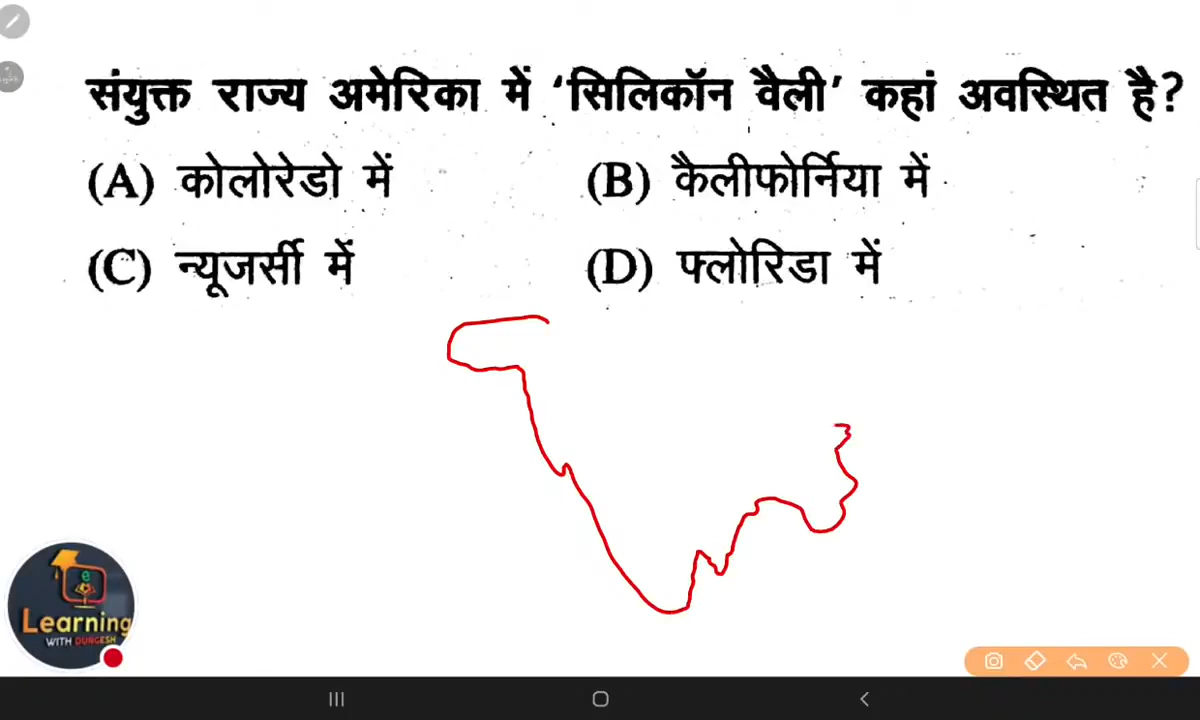 संयुक्त राज्य अमेरिका में ‘सिलिकॉन वैली’ कहां अवस्थित है?
(A) कोलोरेडो में (B) कैलीफोर्निया में
(C) न्यूजर्सी में (D) फ्लोरिडा में
e
Learning
WITH DURGESH